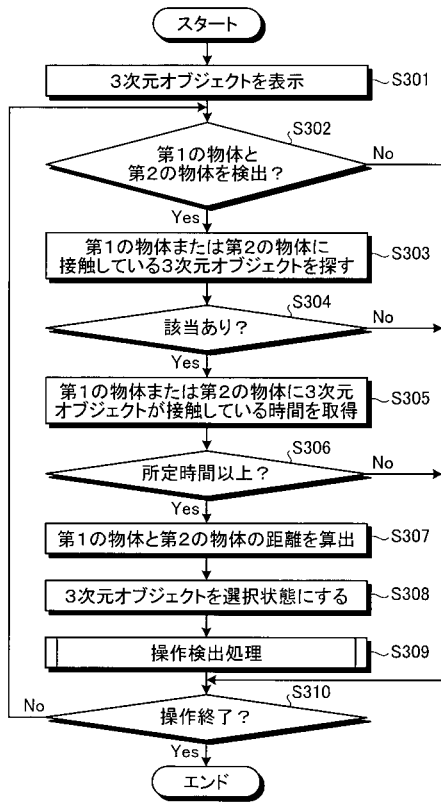 スタート
3次元オブジェクトを表示
S301
S302
第1の物体と
第2の物体を検出?
No
Yes
第1の物体または第2の物体に
接触している3次元オブジェクトを探す
S303
S304
該当あり?
No
Yes
第1の物体または第2の物体に3次元
オブジェクトが接触している時間を取得
S305
S306
所定時間以上?
No
Yes
第1の物体と第2の物体の距離を算出
S307
3次元オブジェクトを選択状態にする
S308
操作検出処理
S309
S310
操作終了?
No
Yes
エンド